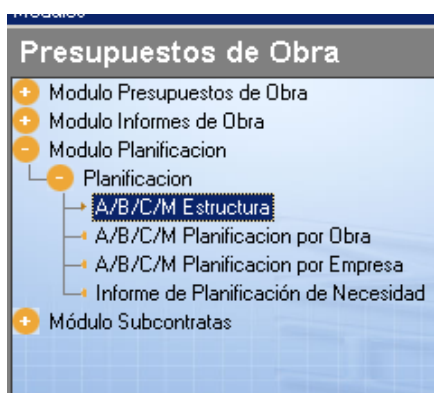 Modulos
Presupuestos de Obra
Modulo Presupuestos de Obra
Modulo Informes de Obra
Modulo Planificacion
Planificacion
A/B/C/M Estructura
A/B/C/M Planificacion por Obra
A/B/C/M Planificacion por Empresa
Informe de Planificación de Necesidad
Módulo Subcontratas